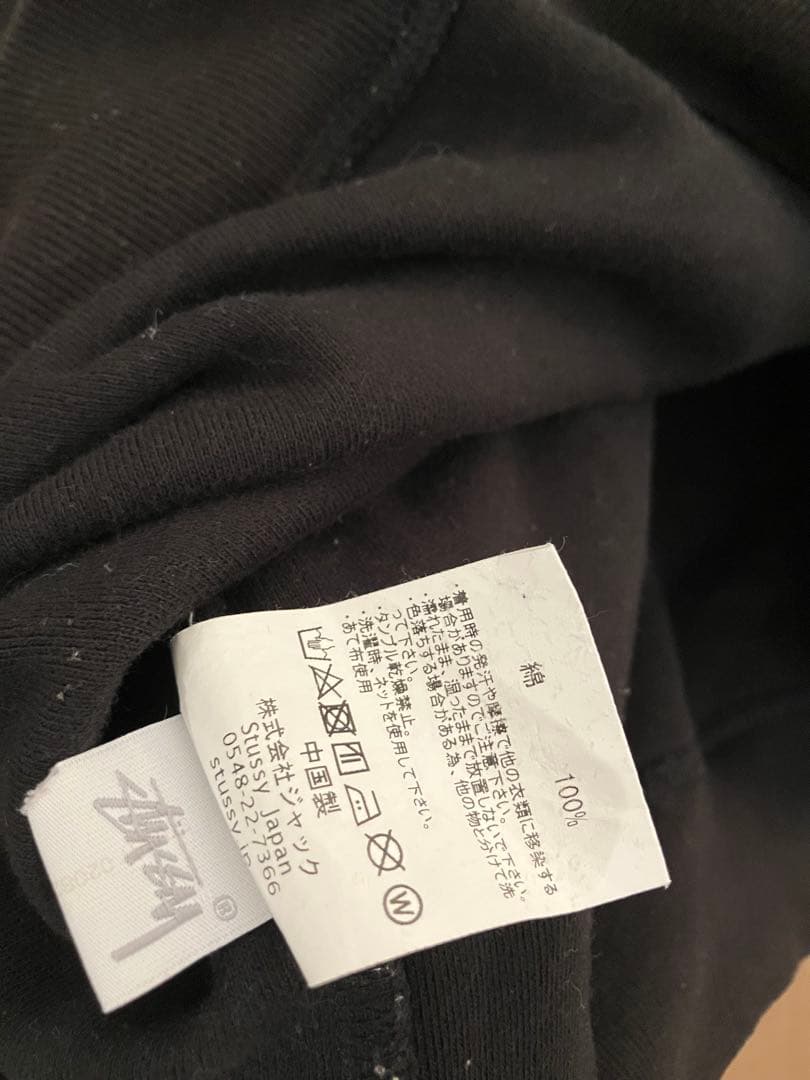 綿 100%
・着用時の発汗や摩擦で他の衣類に移染する
場合がありますのでご注意下さい。
・濡れたまま、湿ったままで放置しないで下さい。
・色落ちする場合がある為、他の物と分けて洗
って下さい。
・タンブル乾燥禁止。
・洗濯時、ネットを使用して下さい。
・あて布使用
W
中国製
株式会社ジャック
Stussy Japan
0548-22-7366
stussy.jp
Stüssy
®